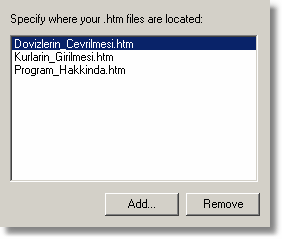 Specify where your .htm files are located:
Dovizlerin_Cevrilmesi.htm
Kurlarin_Girilmesi.htm
Program_Hakkinda.htm
Add... Remove